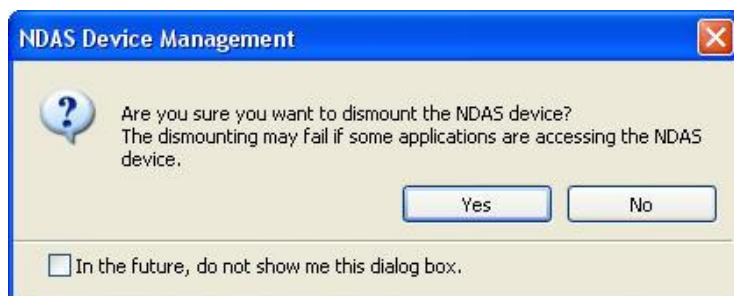 NDAS Device Management
Are you sure you want to dismount the NDAS device?
The dismounting may fail if some applications are accessing the NDAS
device.
Yes
No
In the future, do not show me this dialog box.